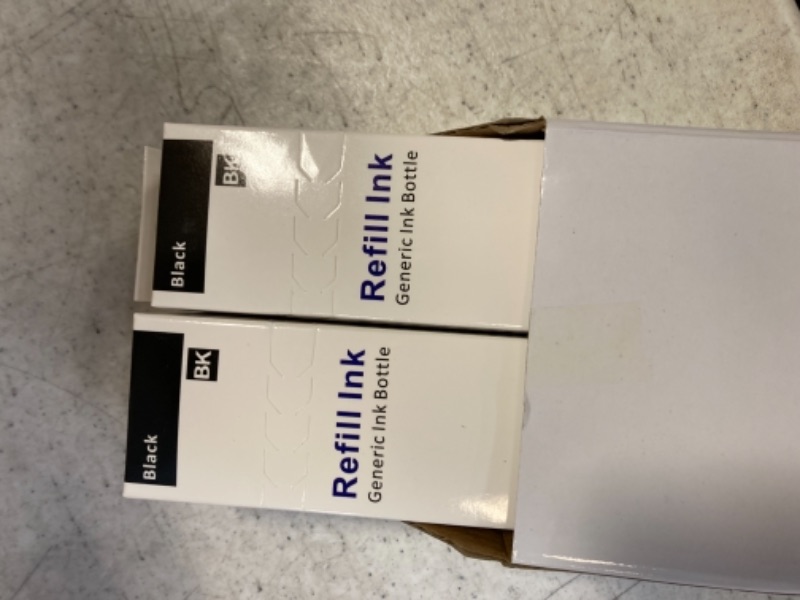 Black
BK
Refill Ink
Generic Ink Bottle
Black
BK
Refill Ink
Generic Ink Bottle